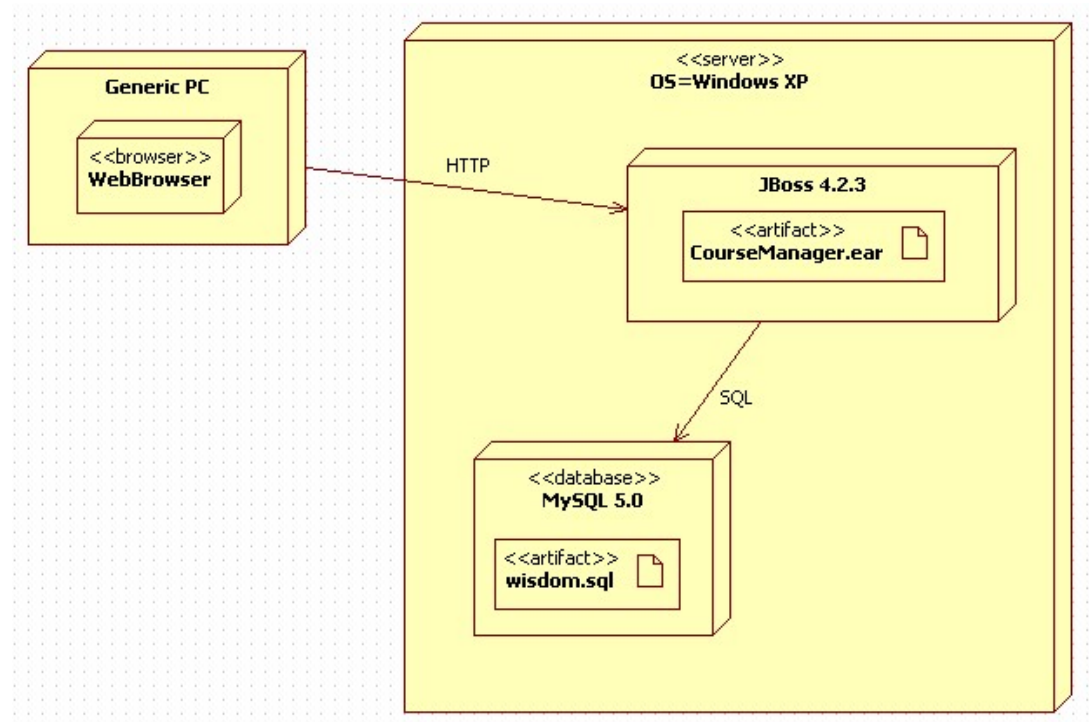 Generic PC
<<browser>>
WebBrowser
HTTP
<<server>>
OS=Windows XP
JBoss 4.2.3
<<artifact>>
CourseManager.ear
SQL
<<database>>
MySQL 5.0
<<artifact>>
wisdom.sql